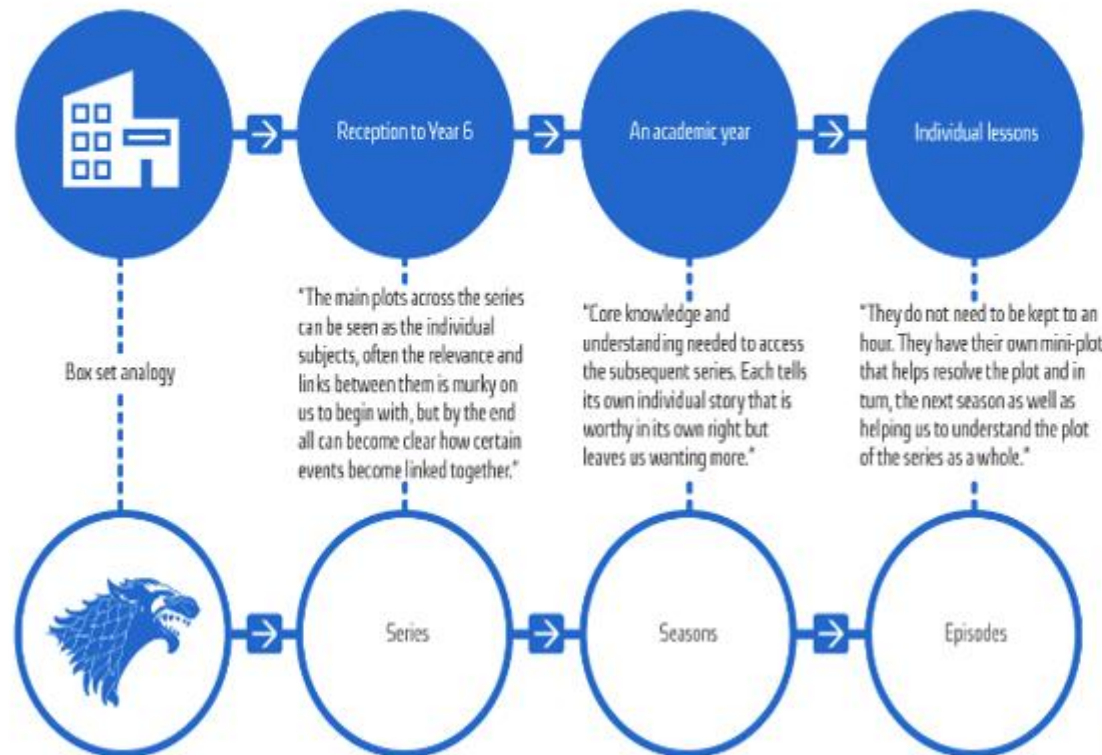 Reception to Year 6
An academic year
Individual lessons
Box set analogy
"The main plots across the series
can be seen as the individual
subjects, often the relevance and
links between them is murky on
us to begin with, but by the end
all can become clear how certain
events become linked together."
"Core knowledge and
understanding needed to access
the subsequent series. Each tells
its own individual story that is
worthy in its own right but
leaves us wanting more."
"They do not need to be kept to an
hour. They have their own mini-plot
that helps resolve the plot and in
turn, the next season as well as
helping us to understand the plot
of the series as a whole."
Series
Seasons
Episodes